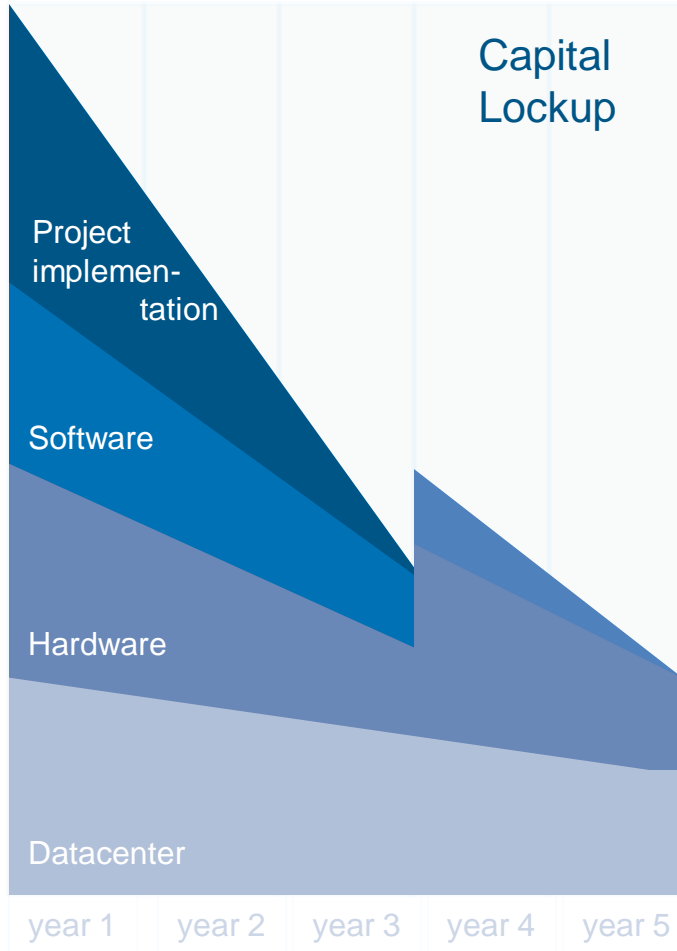 Capital
Lockup
Project
implemen-
tation
Software
Hardware
Datacenter
year 1 year 2 year 3 year 4 year 5